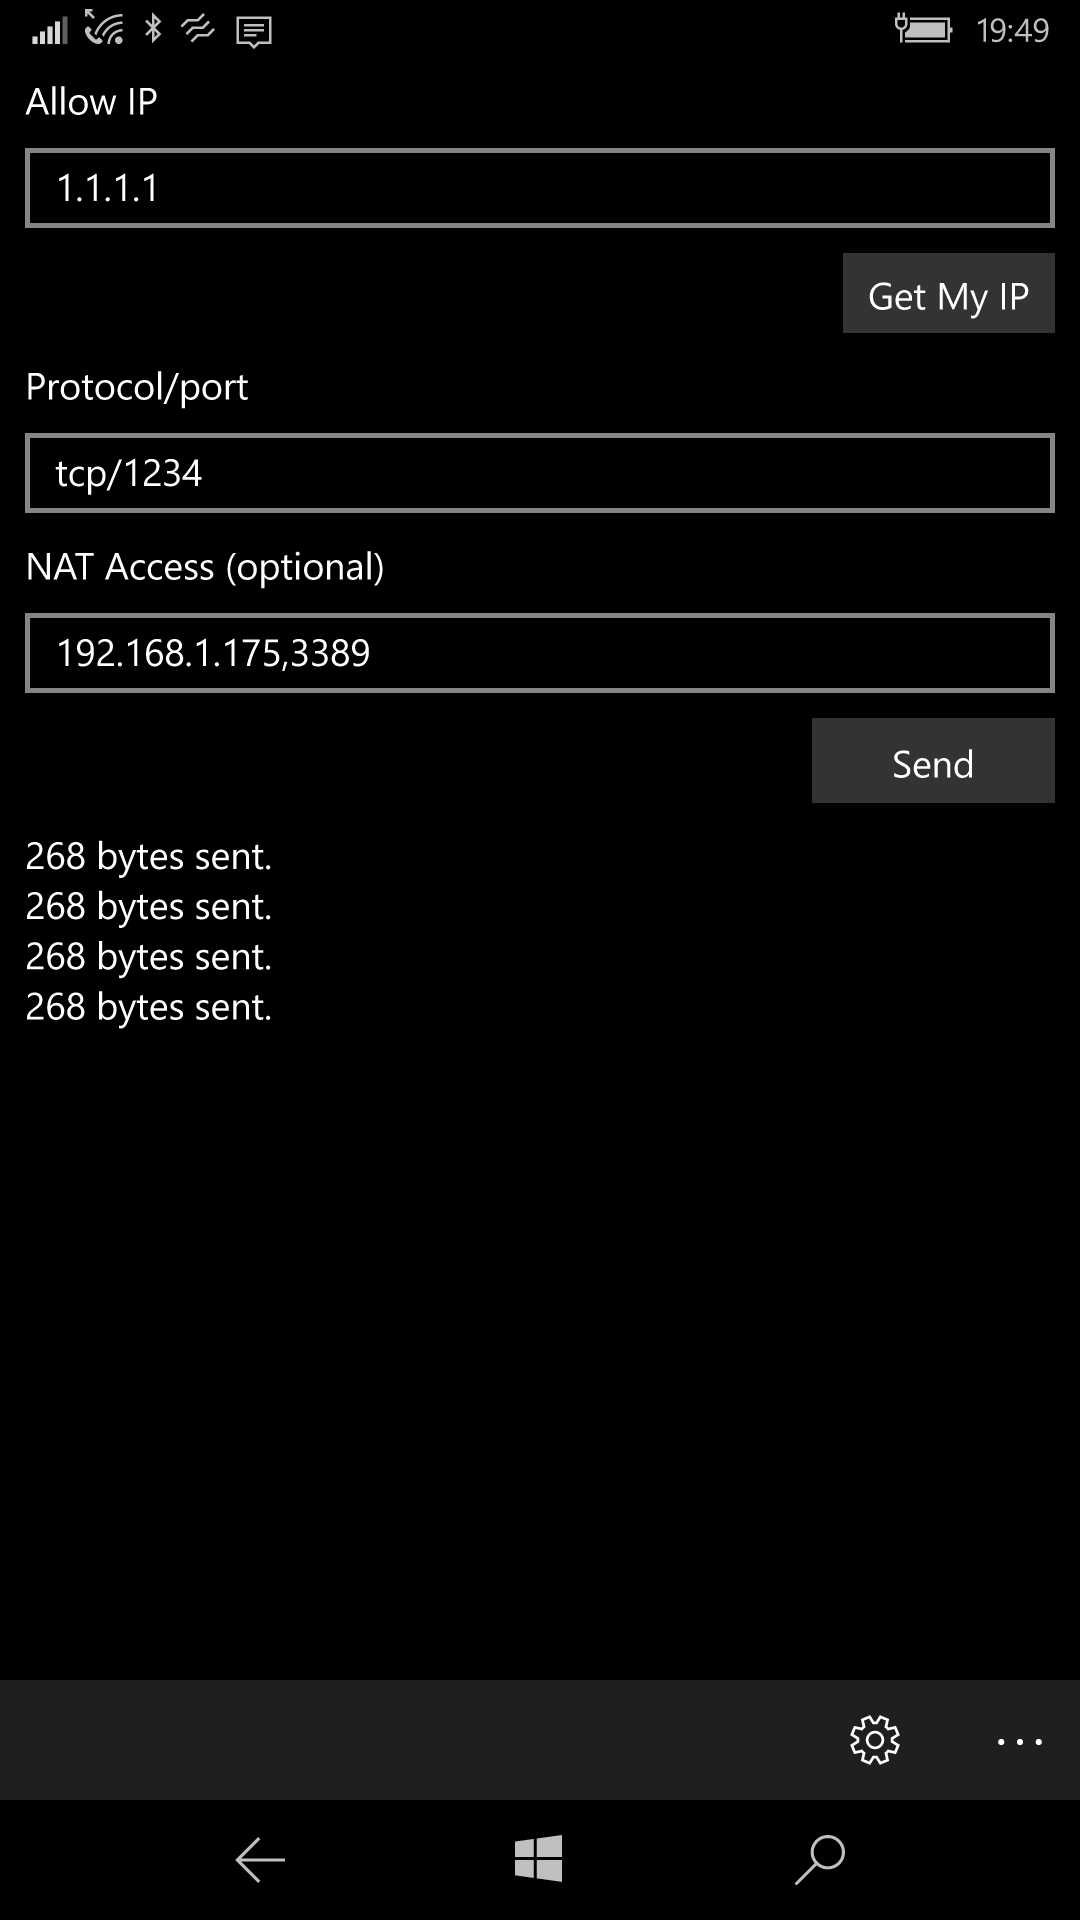 19:49
Allow IP
1.1.1.1
Get My IP
Protocol/port
tcp/1234
NAT Access (optional)
192.168.1.175,3389
Send
268 bytes sent.
268 bytes sent.
268 bytes sent.
268 bytes sent.